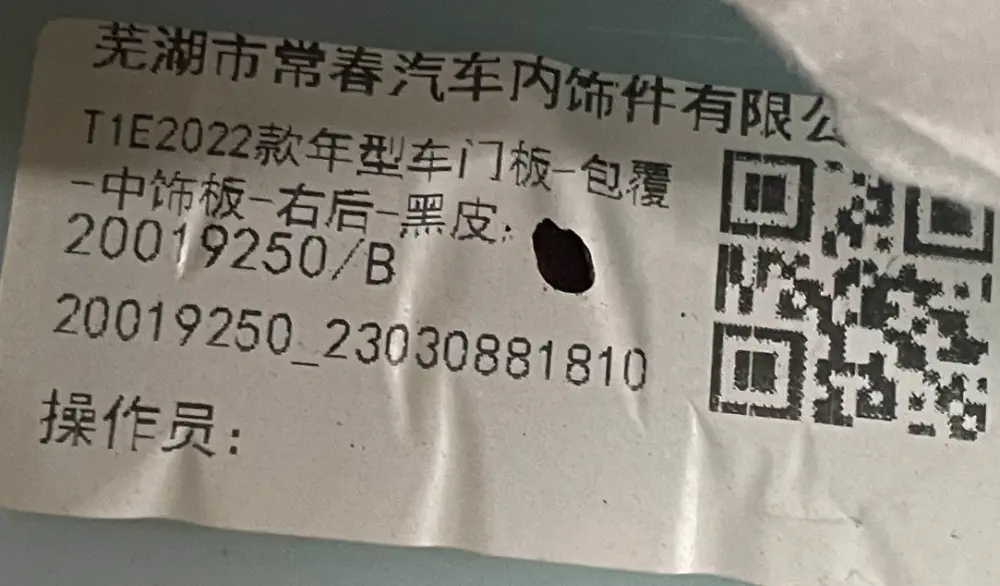 芜湖市常春汽车内饰件有限公
T1E2022款年型车门板-包覆
-中饰板-右后-黑皮;
20019250/B
20019250_23030881810
操作员: